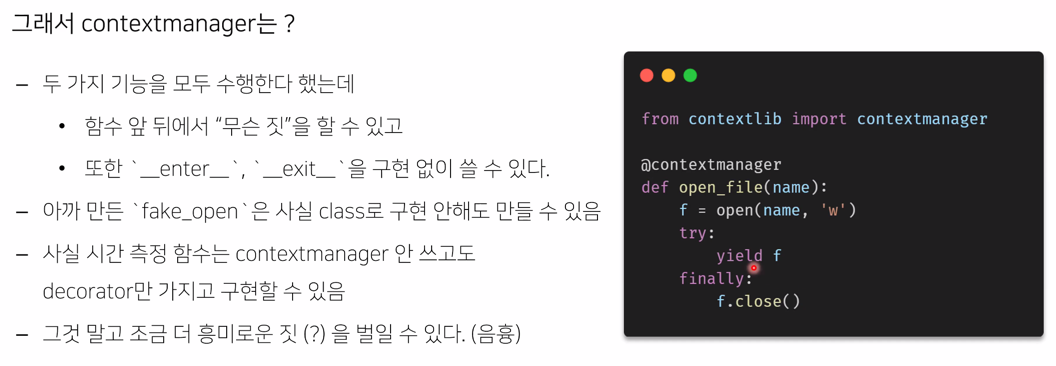 그래서 contextmanager는 ?
– 두 가지 기능을 모두 수행한다 했는데
• 함수 앞 뒤에서 “무슨 짓”을 할 수 있고
• 또한 `__enter__`, `__exit__`을 구현 없이 쓸 수 있다.
– 아까 만든 `fake_open`은 사실 class로 구현 안해도 만들 수 있음
– 사실 시간 측정 함수는 contextmanager 안 쓰고도
decorator만 가지고 구현할 수 있음
– 그것 말고 조금 더 흥미로운 짓 (?) 을 벌일 수 있다. (음흉)
from contextlib import contextmanager
@contextmanager
def open_file(name):
    f = open(name, 'w')
    try:
        yield f
    finally:
        f.close()